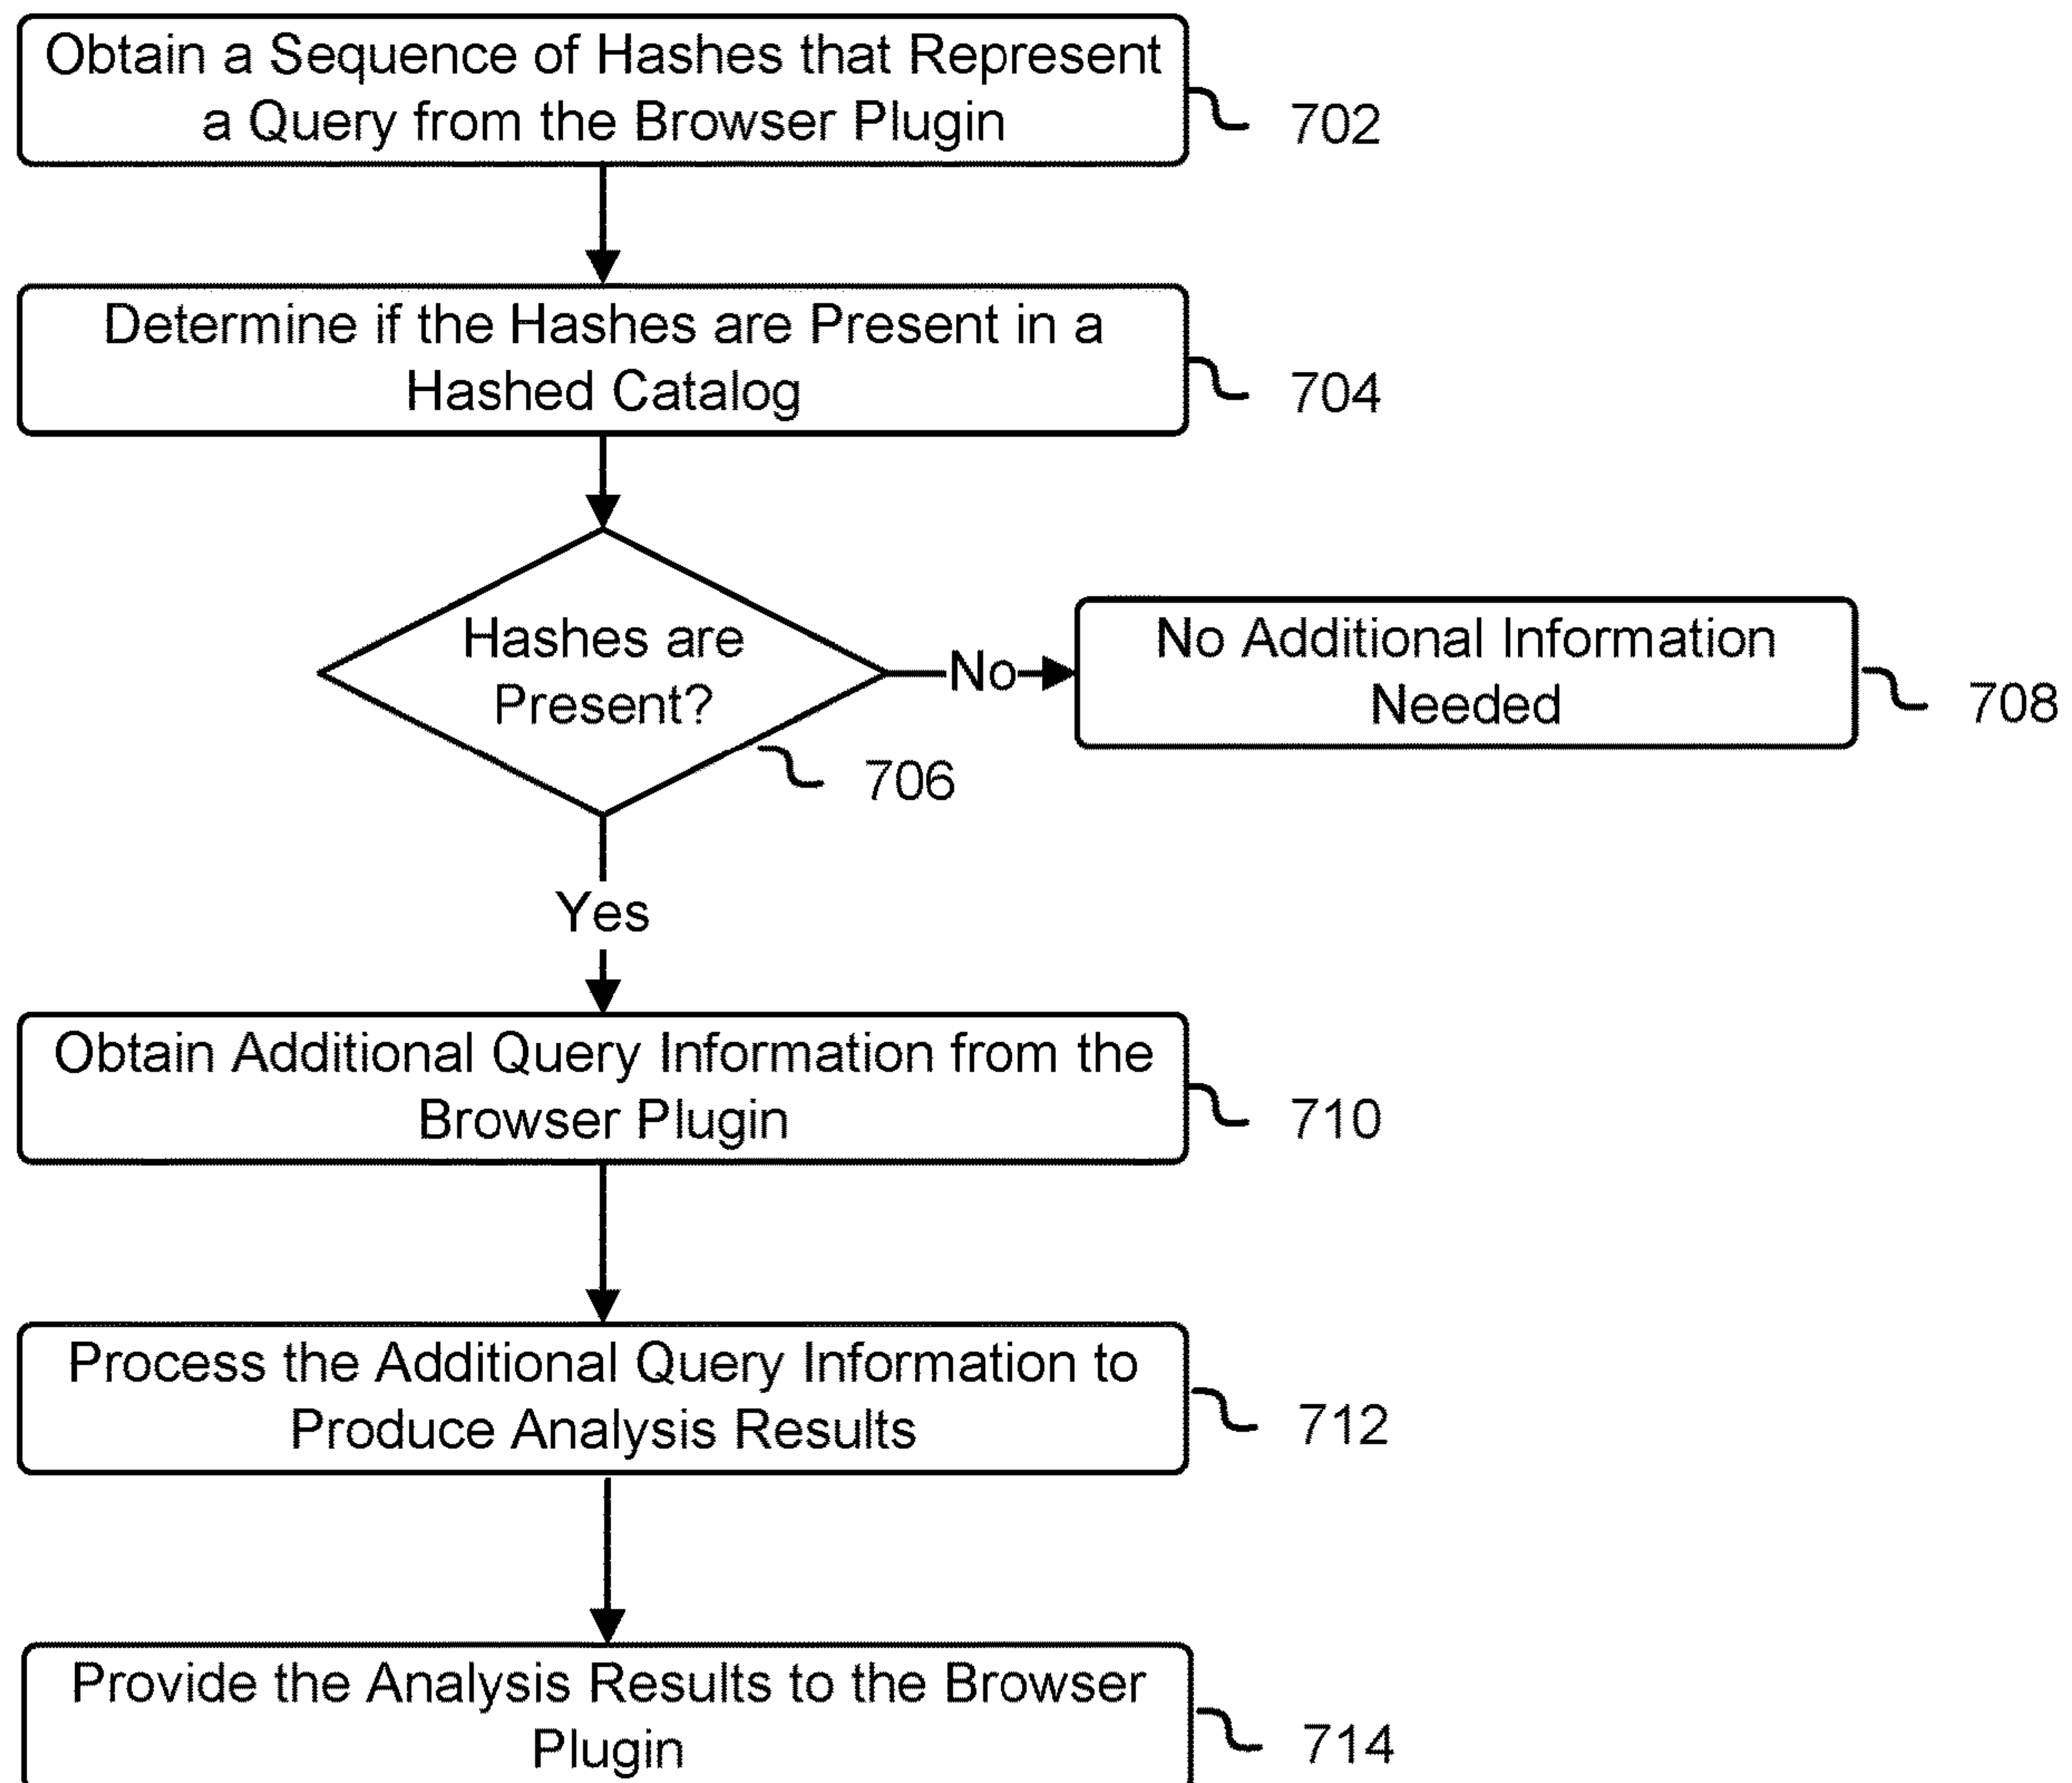 Obtain a Sequence of Hashes that Represent
a Query from the Browser Plugin
702
Determine if the Hashes are Present in a
Hashed Catalog
704
Hashes are
Present?
706
No
No Additional Information
Needed
708
Yes
Obtain Additional Query Information from the
Browser Plugin
710
Process the Additional Query Information to
Produce Analysis Results
712
Provide the Analysis Results to the Browser
Plugin
714